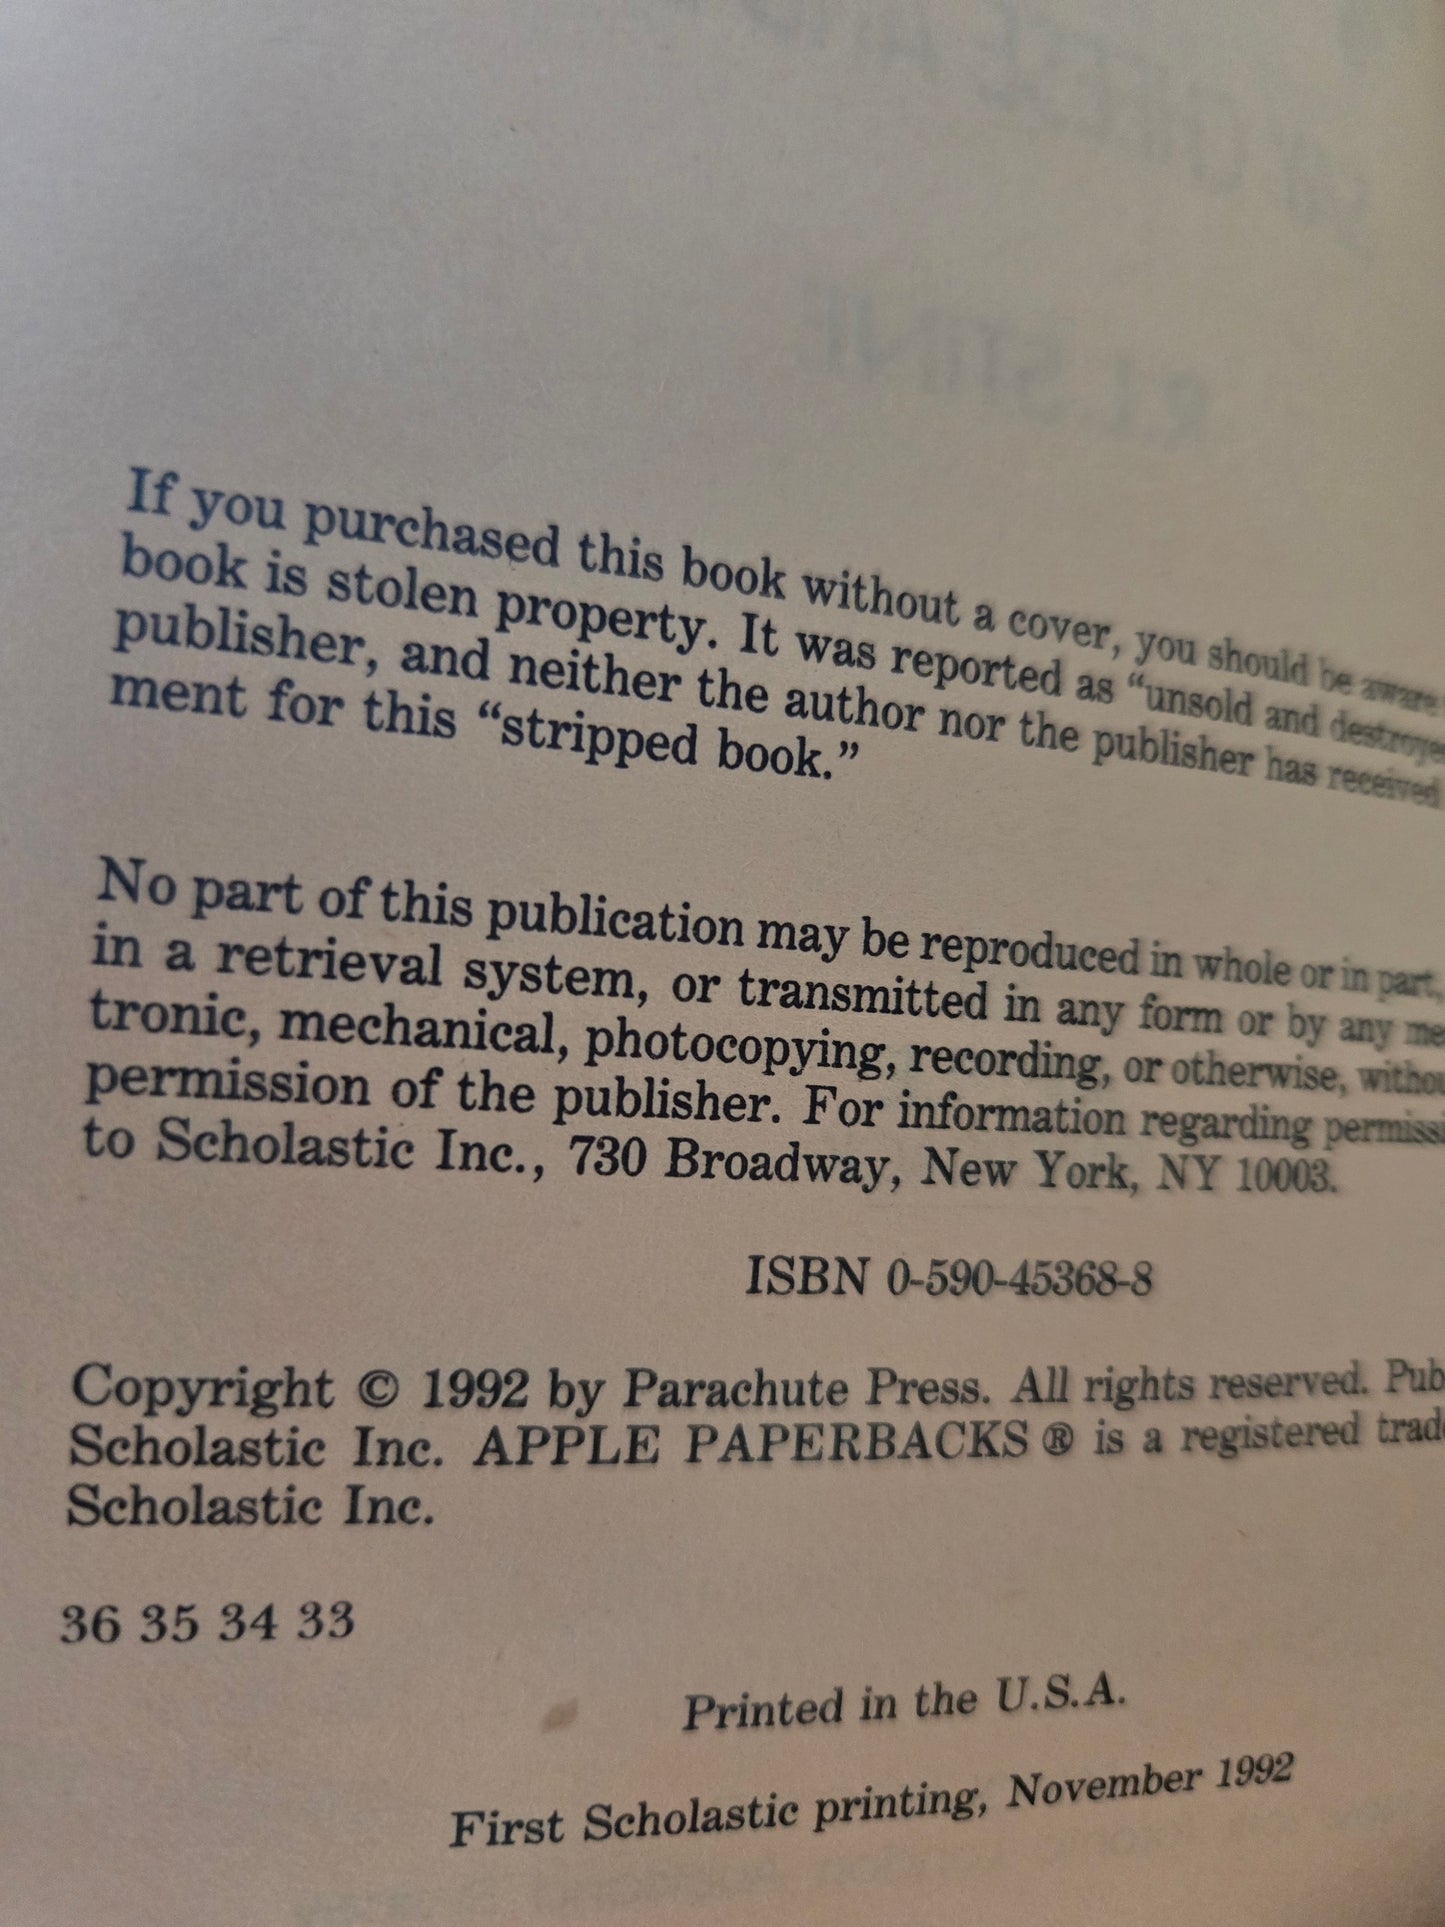 If you purchased this book without a cover, you should be aware
book is stolen property. It was reported as “unsold and destroye
publisher, and neither the author nor the publisher has received
ment for this “stripped book.”
No part of this publication may be reproduced in whole or in part,
in a retrieval system, or transmitted in any form or by any me
tronic, mechanical, photocopying, recording, or otherwise, withou
permission of the publisher. For information regarding permissi
to Scholastic Inc., 730 Broadway, New York, NY 10003.
ISBN 0-590-45368-8
Copyright © 1992 by Parachute Press. All rights reserved. Pub
Scholastic Inc. APPLE PAPERBACKS ® is a registered trad
Scholastic Inc.
36 35 34 33
Printed in the U.S.A.
First Scholastic printing, November 1992